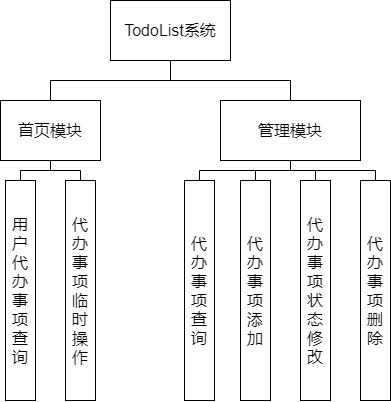 TodoList系统
首页模块
管理模块
用户代办事项查询
代办事项临时操作
代办事项查询
代办事项添加
代办事项状态修改
代办事项删除